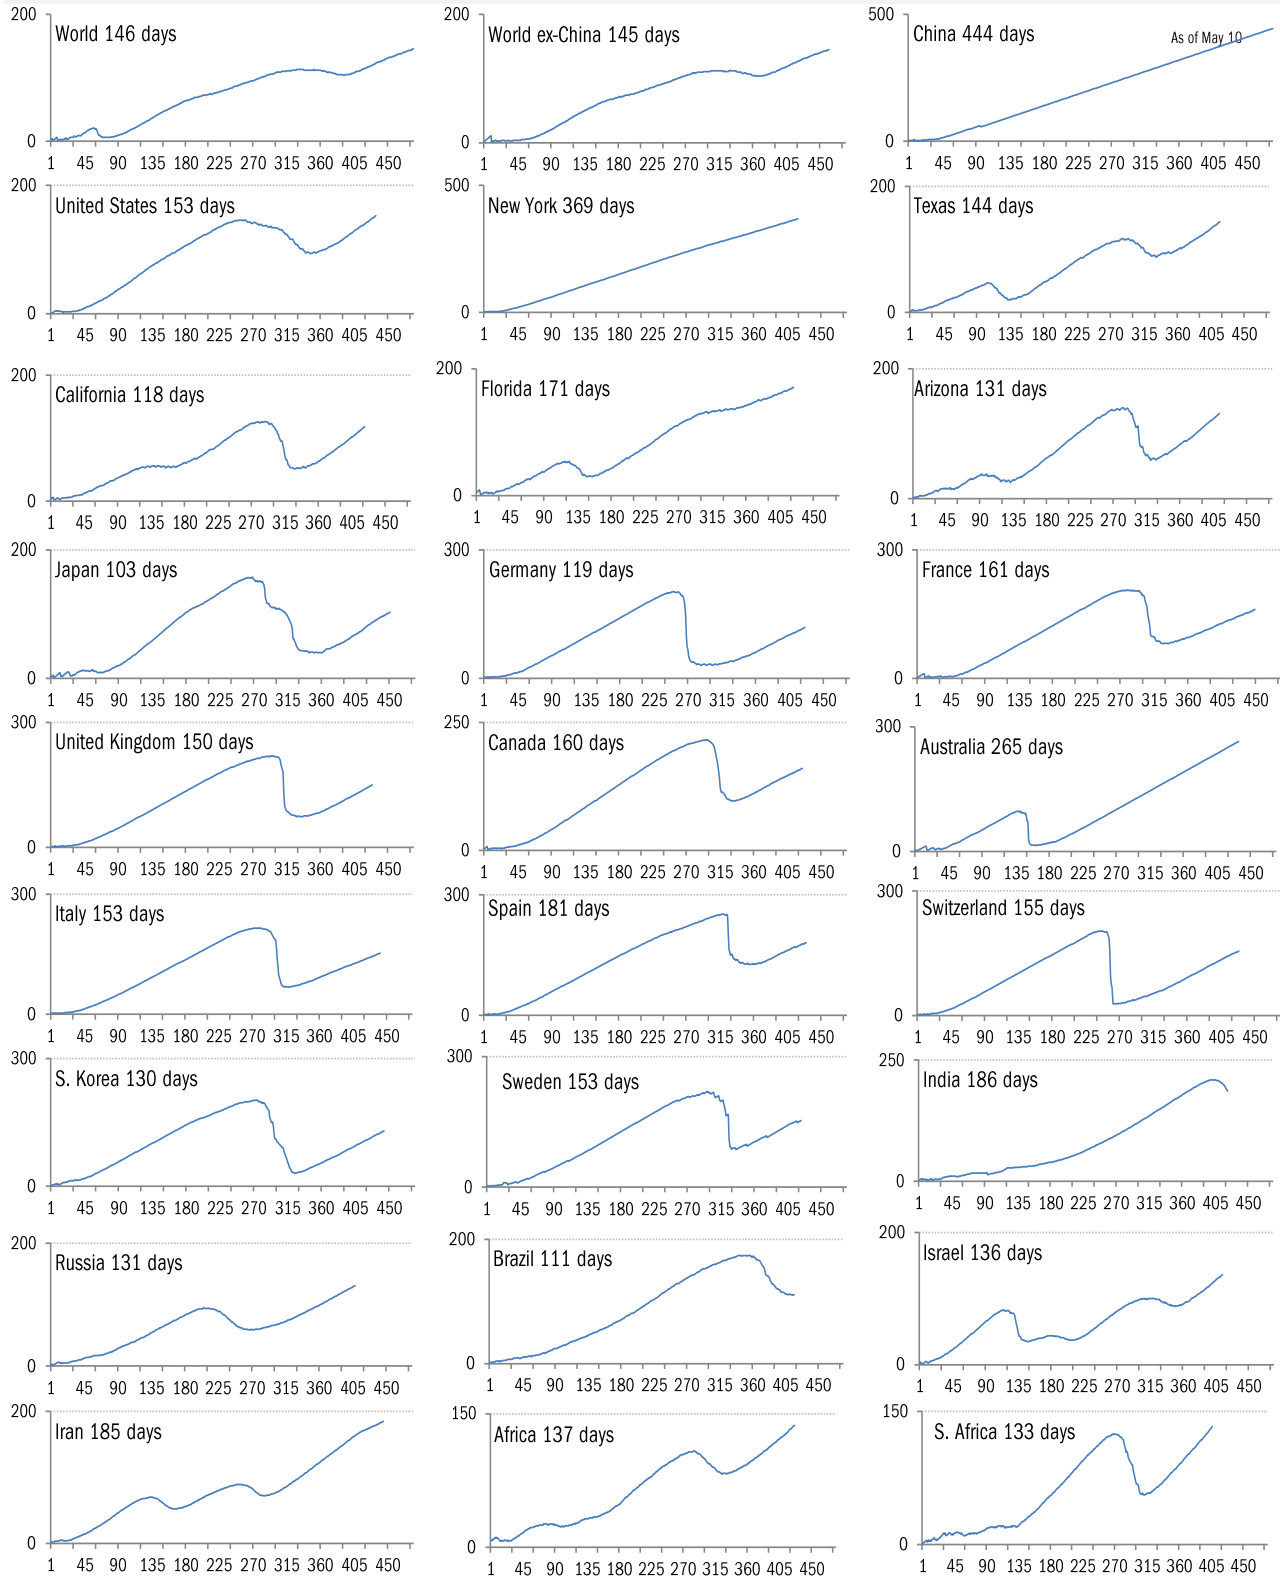 200 200 500
World 146 days World ex-China 145 days China 444 days
As of May 10
0 0 0
1 45 90 135 180 225 270 315 360 405 450 1 45 90 135 180 225 270 315 360 405 450 1 45 90 135 180 225 270 315 360 405 450
200 500 200
United States 153 days New York 369 days Texas 144 days
0 0 0
1 45 90 135 180 225 270 315 360 405 450 1 45 90 135 180 225 270 315 360 405 450 1 45 90 135 180 225 270 315 360 405 450
200 200 200
California 118 days Florida 171 days Arizona 131 days
0 0 0
1 45 90 135 180 225 270 315 360 405 450 1 45 90 135 180 225 270 315 360 405 450 1 45 90 135 180 225 270 315 360 405 450
200 300 300
Japan 103 days Germany 119 days France 161 days
0 0 0
1 45 90 135 180 225 270 315 360 405 450 1 45 90 135 180 225 270 315 360 405 450 1 45 90 135 180 225 270 315 360 405 450
300 250 300
United Kingdom 150 days Canada 160 days Australia 265 days
0 0 0
1 45 90 135 180 225 270 315 360 405 450 1 45 90 135 180 225 270 315 360 405 450 1 45 90 135 180 225 270 315 360 405 450
300 300 300
Italy 153 days Spain 181 days Switzerland 155 days
0 0 0
1 45 90 135 180 225 270 315 360 405 450 1 45 90 135 180 225 270 315 360 405 450 1 45 90 135 180 225 270 315 360 405 450
300 300 250
S. Korea 130 days Sweden 153 days India 186 days
0 0 0
1 45 90 135 180 225 270 315 360 405 450 1 45 90 135 180 225 270 315 360 405 450 1 45 90 135 180 225 270 315 360 405 450
200 200 200
Russia 131 days Brazil 111 days Israel 136 days
0 0 0
1 45 90 135 180 225 270 315 360 405 450 1 45 90 135 180 225 270 315 360 405 450 1 45 90 135 180 225 270 315 360 405 450
200 150 150
Iran 185 days Africa 137 days S. Africa 133 days
0 0 0
1 45 90 135 180 225 270 315 360 405 450 1 45 90 135 180 225 270 315 360 405 450 1 45 90 135 180 225 270 315 360 405 450